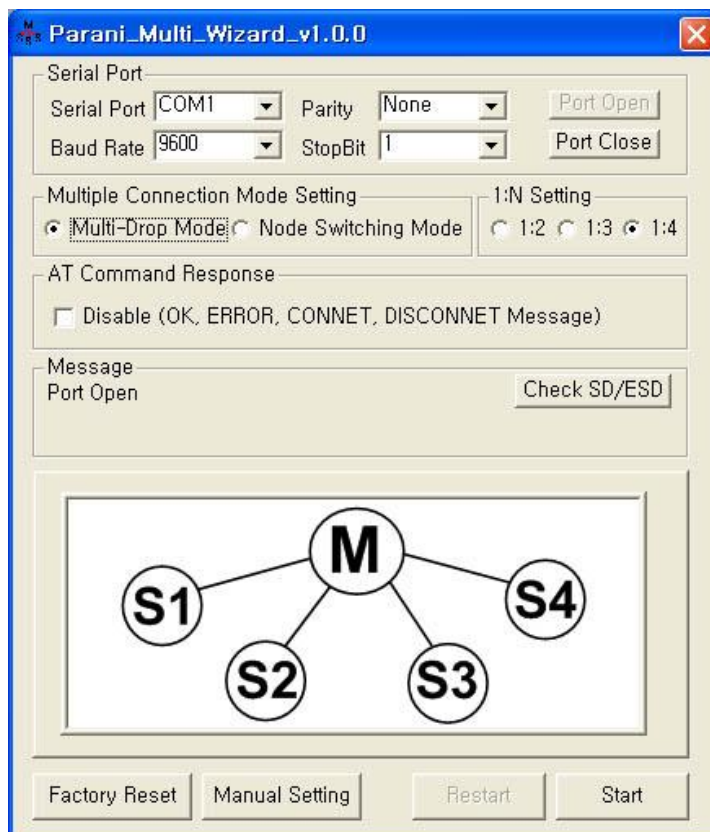 Parani_Multi_Wizard_v1.0.0
Serial Port
Serial Port COM1 Parity None Port Open
Baud Rate 9600 StopBit 1 Port Close
Multiple Connection Mode Setting 1:N Setting
Multi-Drop Mode Node Switching Mode 1:2 1:3 1:4
AT Command Response
Disable (OK, ERROR, CONNET, DISCONNET Message)
Message
Port Open Check SD/ESD
M
S1 S4
S2 S3
Factory Reset Manual Setting Restart Start